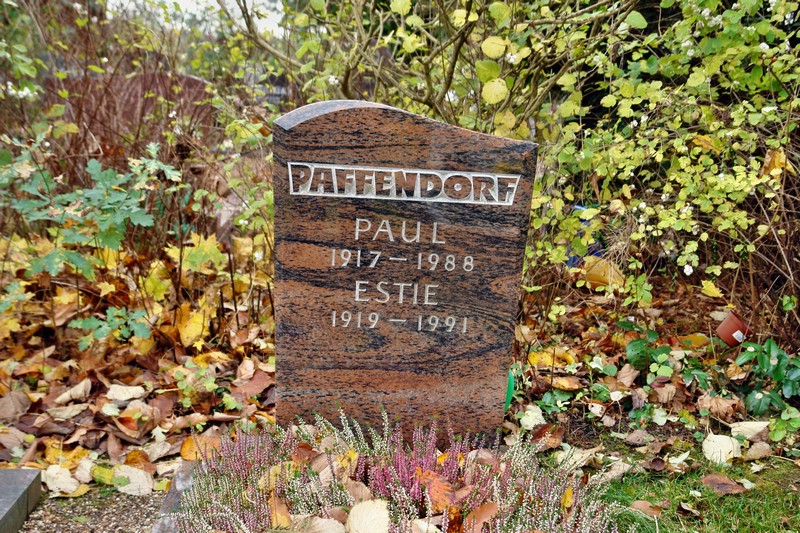 PAFFENDORF
PAUL
1917 — 1988
ESTIE
1919 — 1991